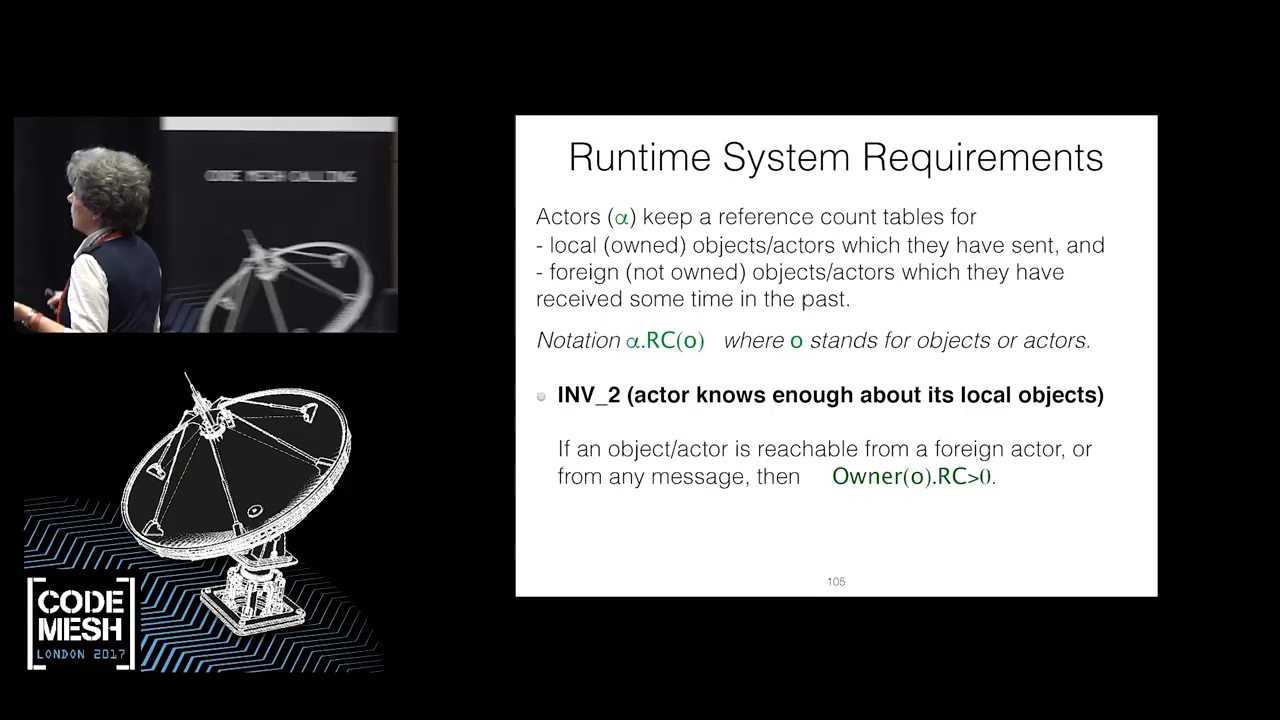 CODE MESH CALLING
Runtime System Requirements
Actors (α) keep a reference count tables for
- local (owned) objects/actors which they have sent, and
- foreign (not owned) objects/actors which they have
received some time in the past.
Notation α.RC(o) where o stands for objects or actors.
INV_2 (actor knows enough about its local objects)
If an object/actor is reachable from a foreign actor, or
from any message, then Owner(o).RC>0.
105
CODE
MESH
LONDON 2017